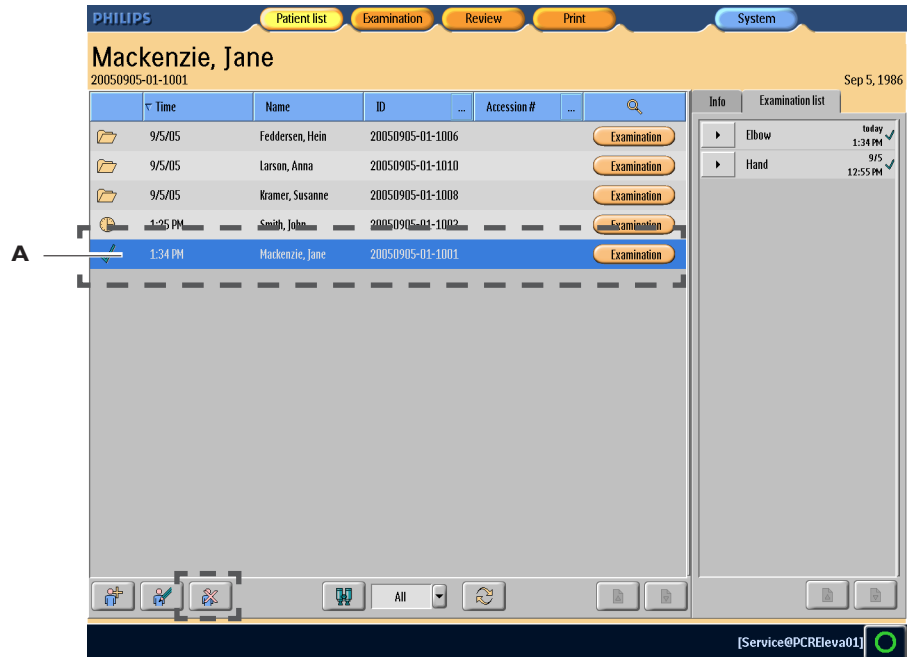 PHILIPS Patient list Examination Review Print System
Mackenzie, Jane
20050905-01-1001 Sep 5, 1986
Time Name ID ... Accession # ... Info Examination list
9/5/05 Feddersen, Hein 20050905-01-1006 Examination
Elbow today 1:34 PM
9/5/05 Larson, Anna 20050905-01-1010 Examination
Hand 9/5 12:55 PM
9/5/05 Kramer, Susanne 20050905-01-1008 Examination
1:25 PM Smith, John 20050905-01-1002 Examination
A 1:34 PM Mackenzie, Jane 20050905-01-1001 Examination
All
[Service@PCREleva01]